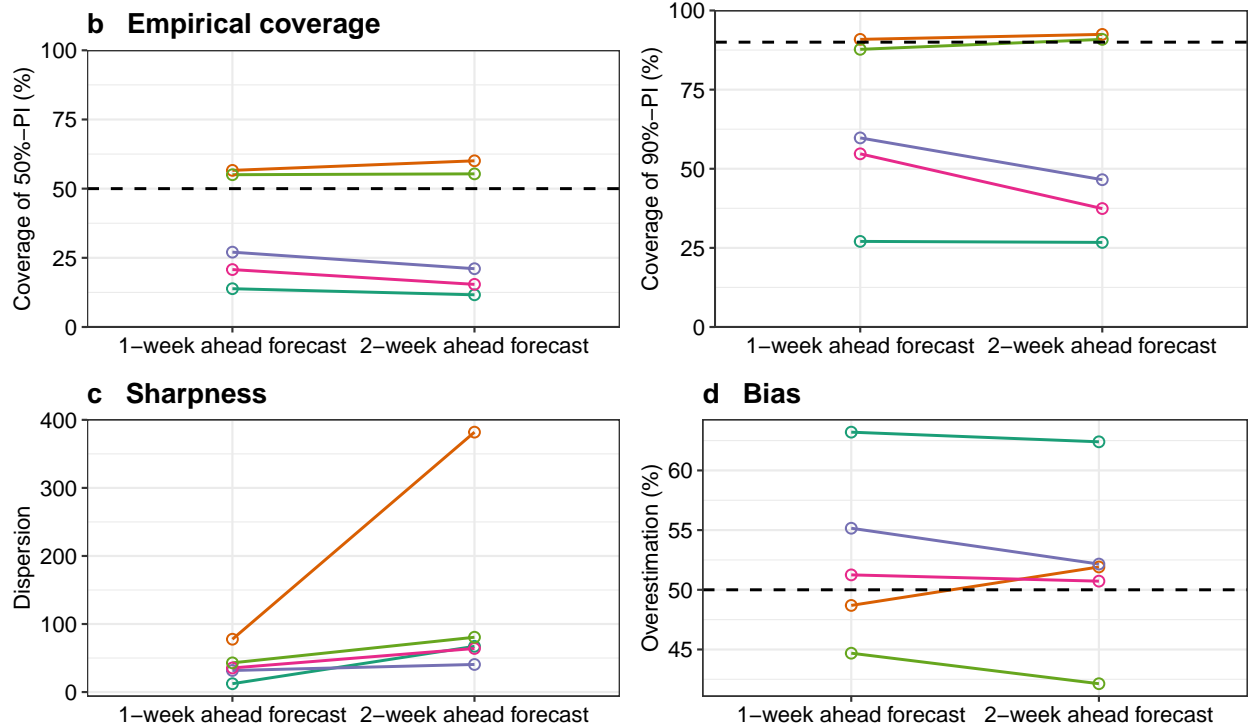 b Empirical coverage
Coverage of 50%−PI (%)
100
75
50
25
0
1−week ahead forecast 2−week ahead forecast
Coverage of 90%−PI (%)
100
75
50
25
0
1−week ahead forecast 2−week ahead forecast
c Sharpness
Dispersion
400
300
200
100
0
1−week ahead forecast 2−week ahead forecast
d Bias
Overestimation (%)
60
55
50
45
1−week ahead forecast 2−week ahead forecast